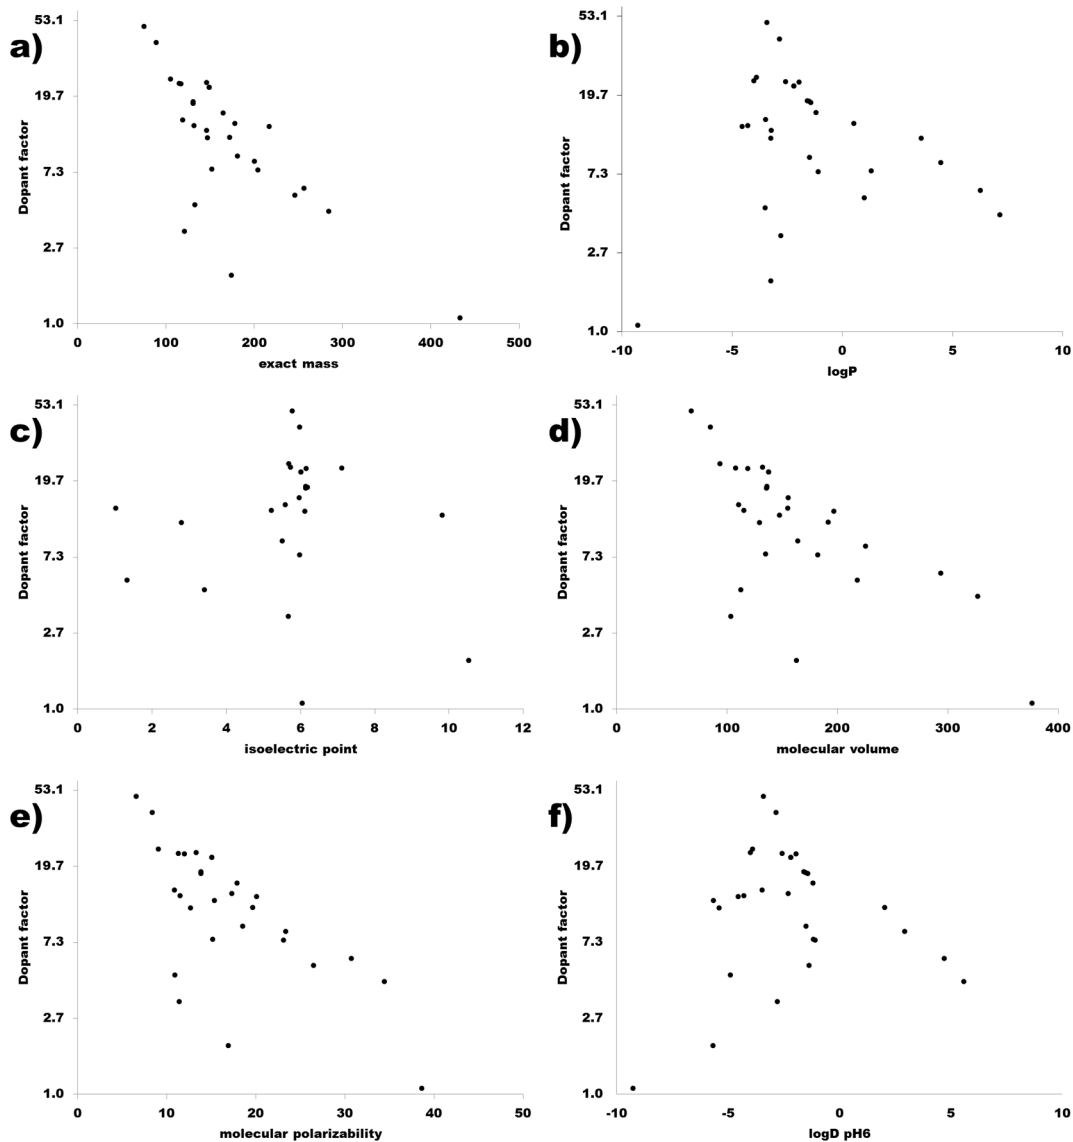 a)
53.1
19.7
7.3
2.7
1.0
Dopant factor
0 100 200 300 400 500
exact mass
b)
53.1
19.7
7.3
2.7
1.0
Dopant factor
-10 -5 0 5 10
logP
c)
53.1
19.7
7.3
2.7
1.0
Dopant factor
0 2 4 6 8 10 12
isoelectric point
d)
53.1
19.7
7.3
2.7
1.0
Dopant factor
0 100 200 300 400
molecular volume
e)
53.1
19.7
7.3
2.7
1.0
Dopant factor
0 10 20 30 40 50
molecular polarizability
f)
53.1
19.7
7.3
2.7
1.0
Dopant factor
-10 -5 0 5 10
logD pH6